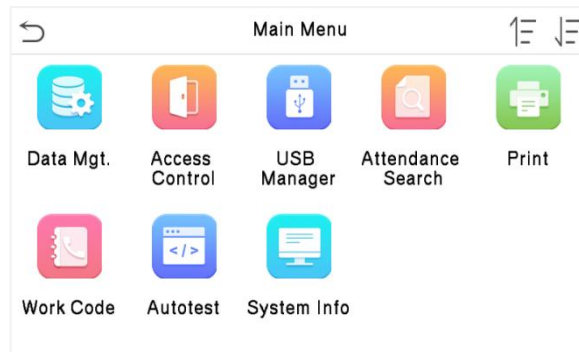 Main Menu
Data Mgt.
Access Control
USB Manager
Attendance Search
Print
Work Code
Autotest
System Info